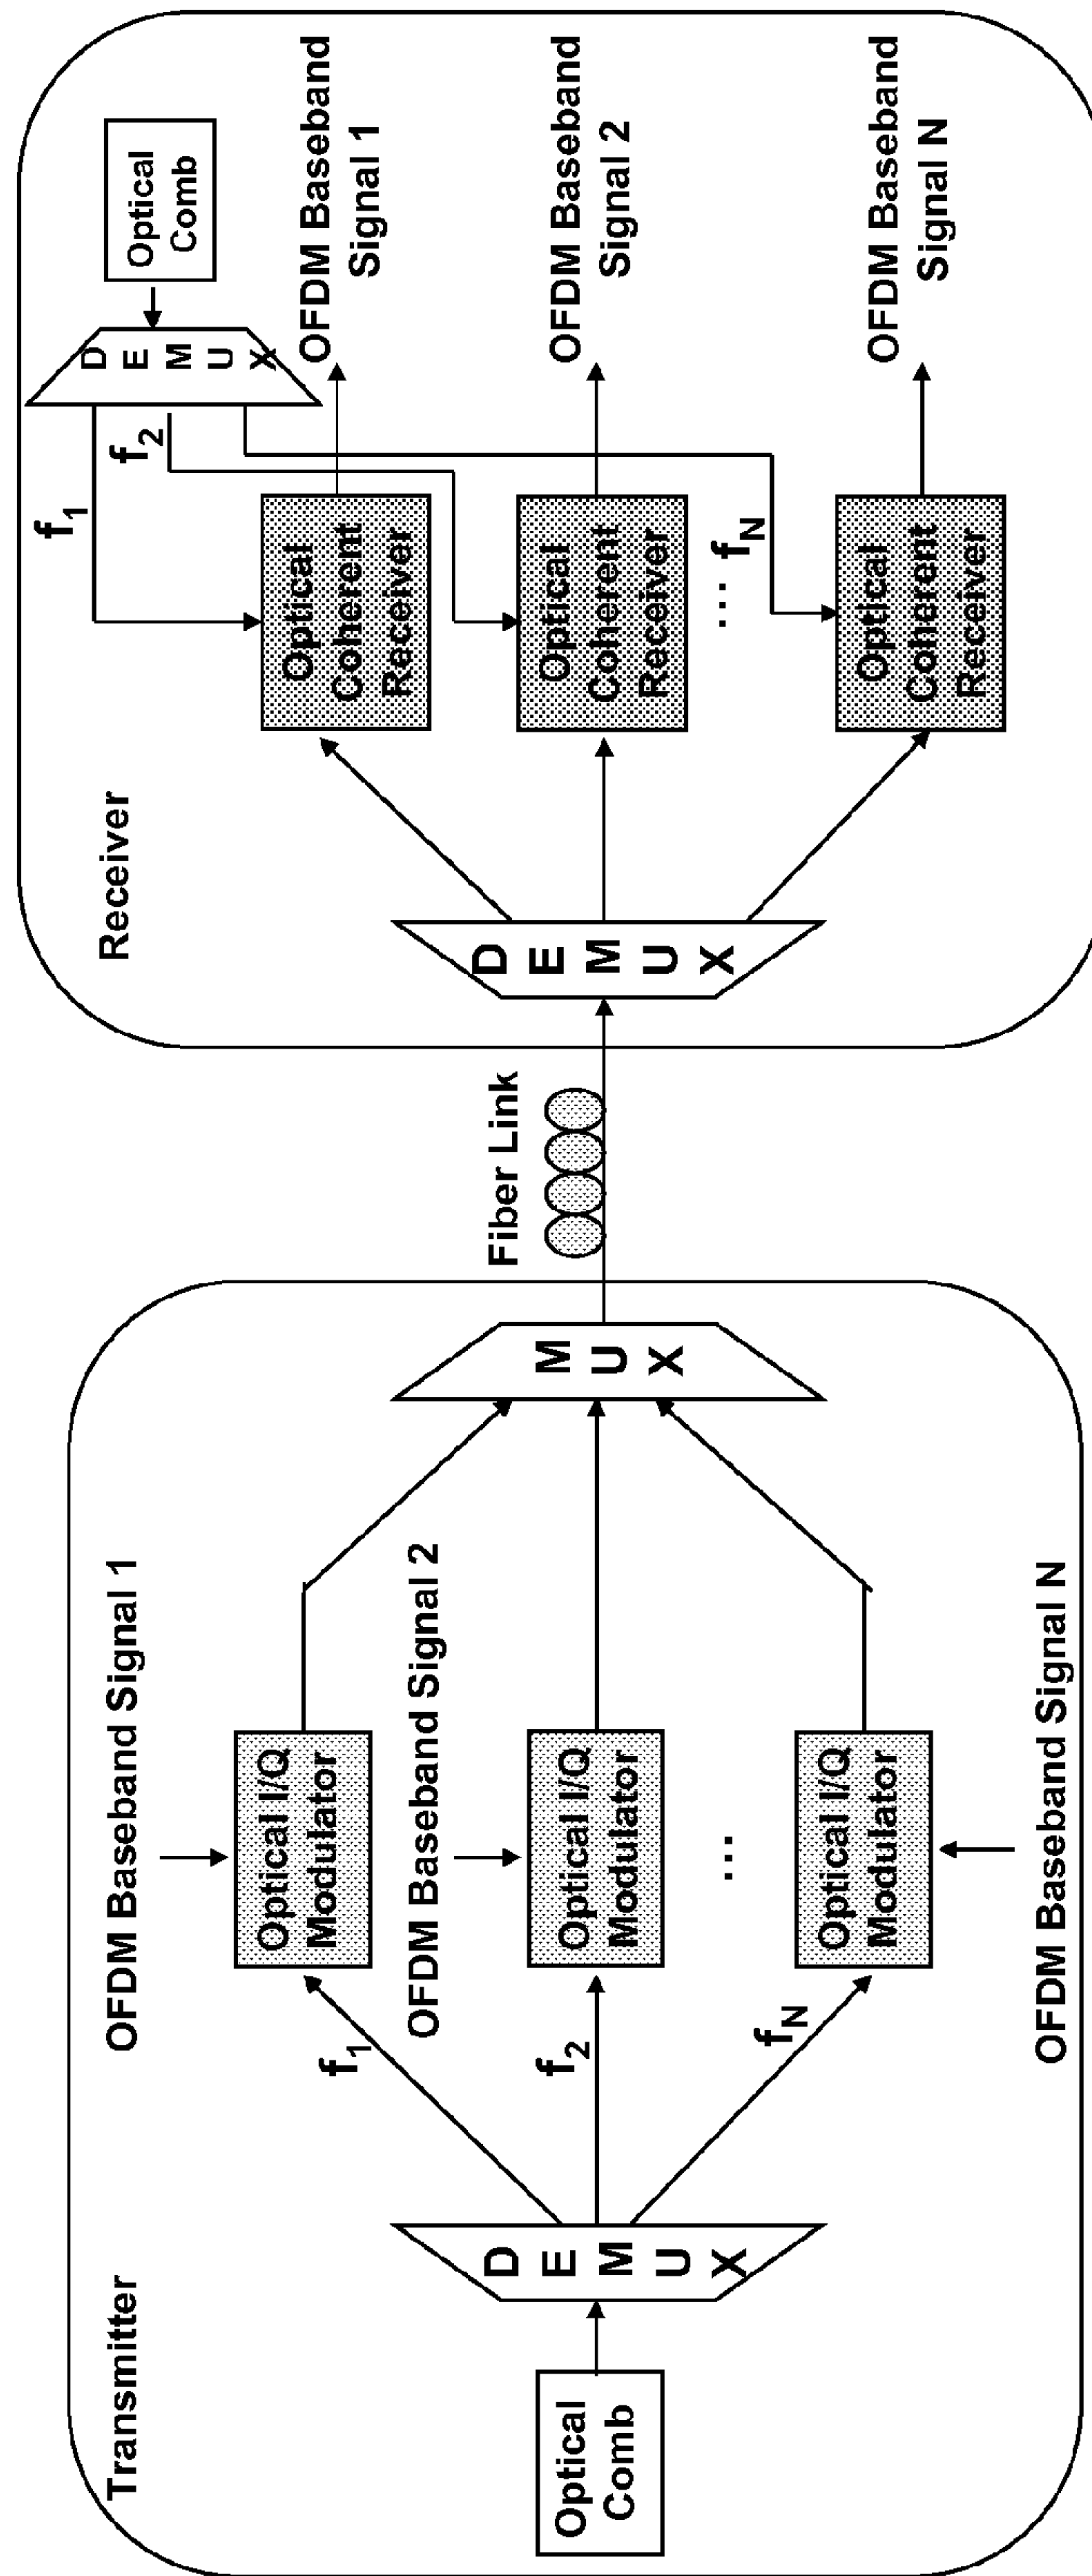 Transmitter
Optical
Comb
D
E
M
U
X
f1
f2
fN
OFDM Baseband Signal 1
Optical I/Q
Modulator
OFDM Baseband Signal 2
Optical I/Q
Modulator
...
Optical I/Q
Modulator
OFDM Baseband Signal N
M
U
X
Fiber Link
Receiver
D
E
M
U
X
Optical
Coherent
Receiver
Optical
Coherent
Receiver
...
Optical
Coherent
Receiver
f1
f2
fN
D
E
M
U
X
Optical
Comb
OFDM Baseband
Signal 1
OFDM Baseband
Signal 2
OFDM Baseband
Signal N